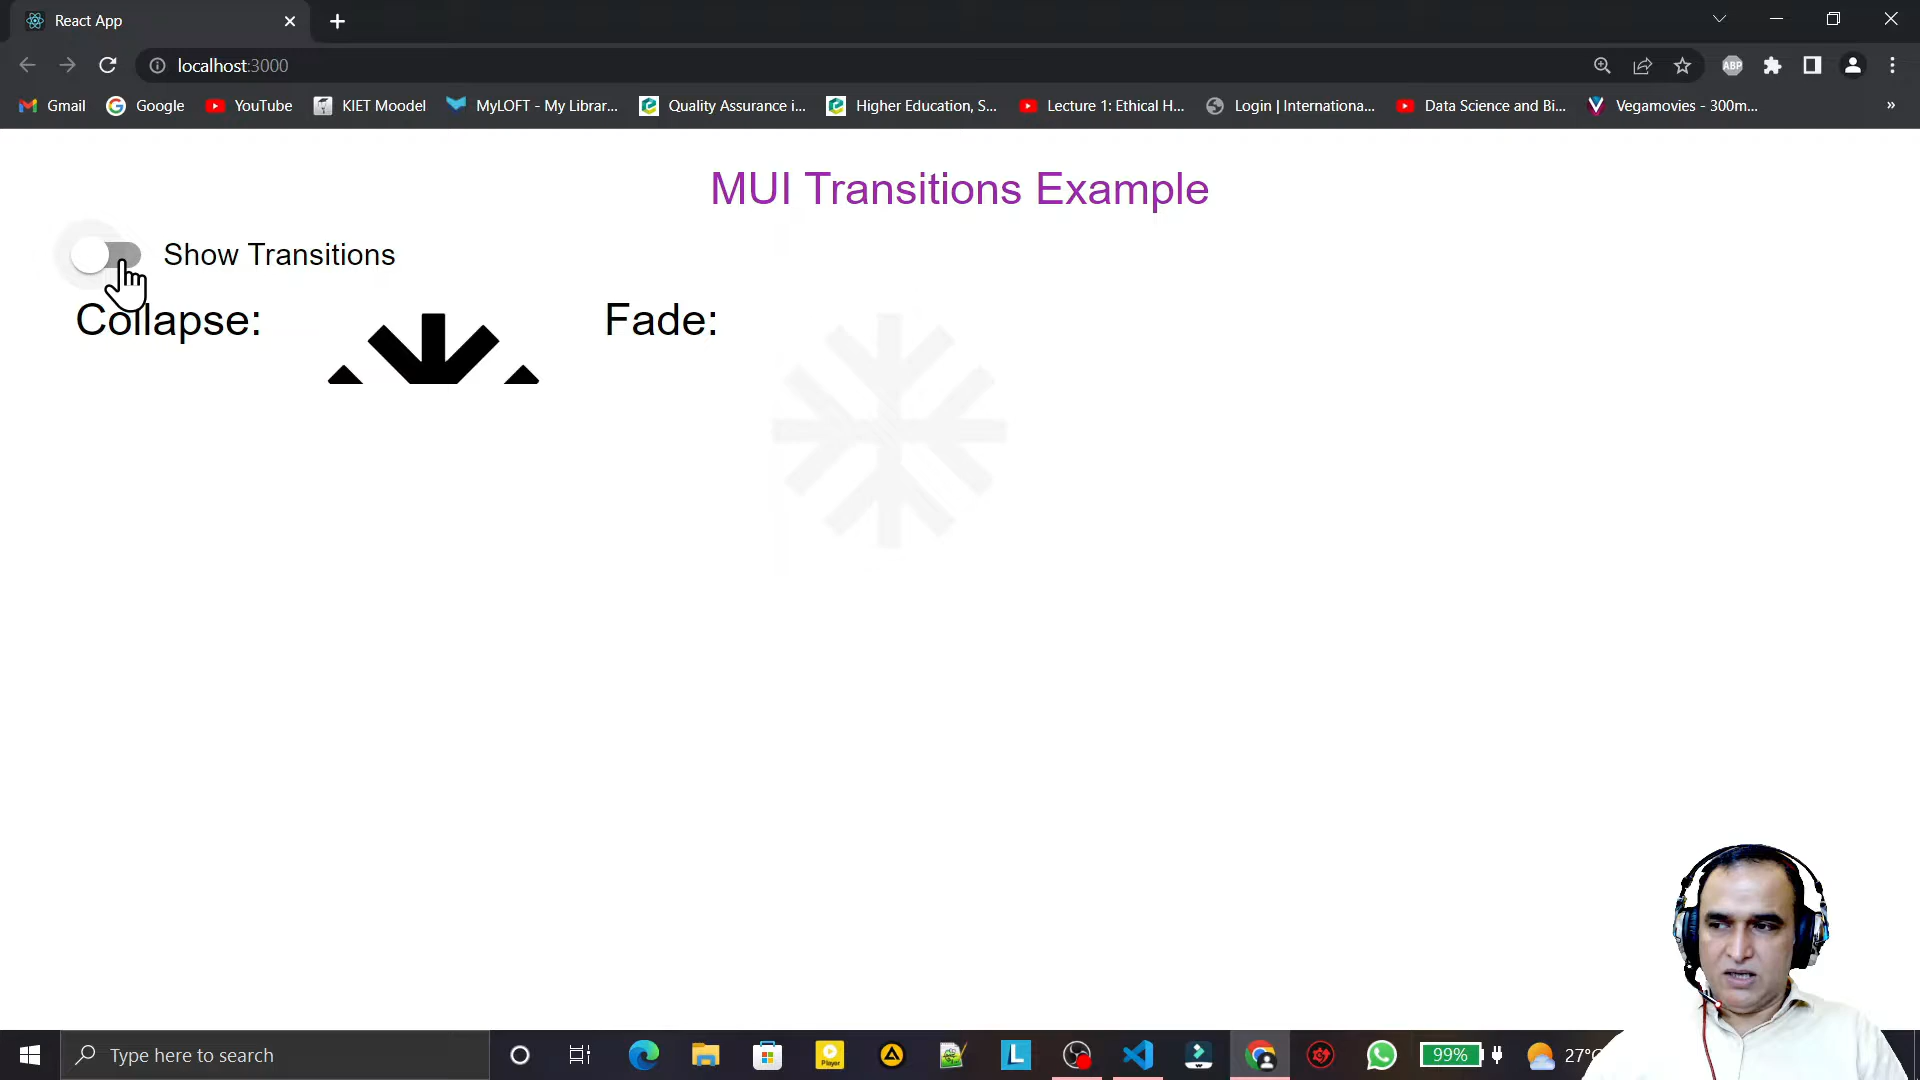 React App
localhost:3000
ABP
Gmail Google YouTube KIET Moodel MyLOFT - My Librar... Quality Assurance i... Higher Education, S... Lecture 1: Ethical H... Login | Internationa... Data Science and Bi... Vegamovies - 300m... »
MUI Transitions Example
Show Transitions
Collapse: Fade:
Type here to search
Player
L
99%
27°C